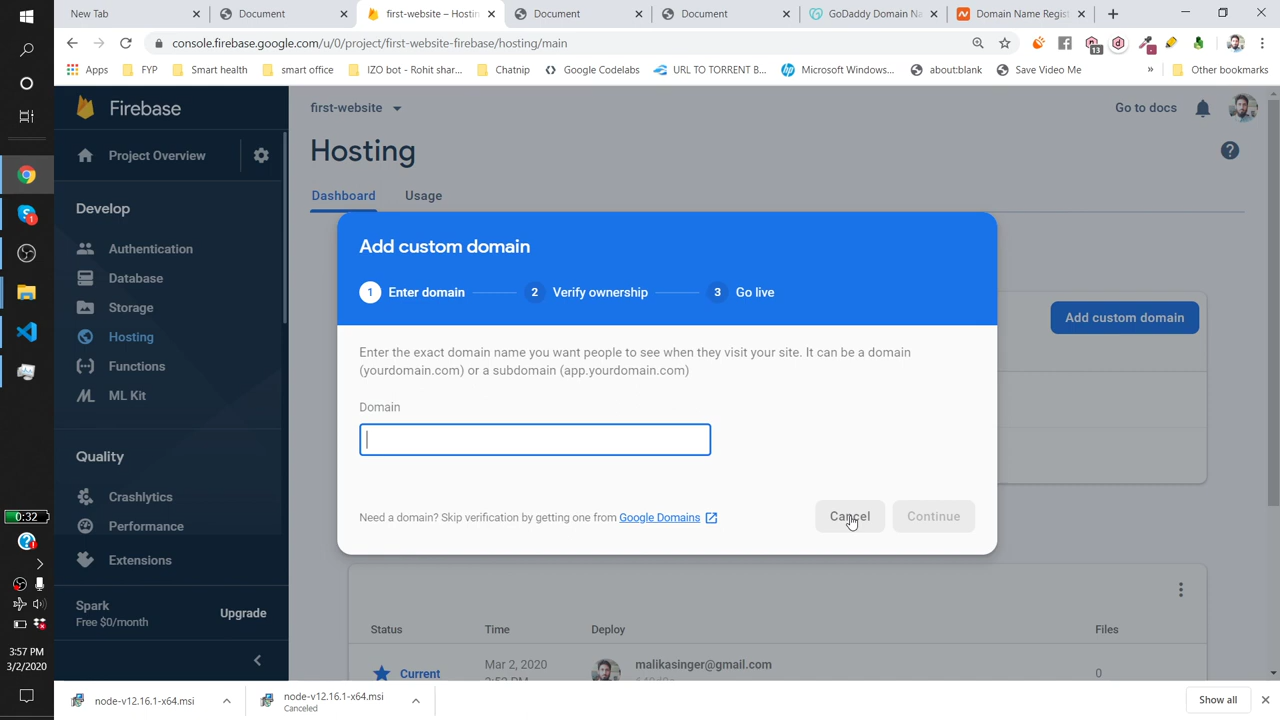 New Tab
Document
first-website – Hostin
Document
Document
GoDaddy Domain Na
Domain Name Regist
console.firebase.google.com/u/0/project/first-website-firebase/hosting/main
13
Apps
FYP
Smart health
smart office
IZO bot - Rohit shar...
Chatnip
Google Codelabs
URL TO TORRENT B...
Microsoft Windows...
about:blank
Save Video Me
»
Other bookmarks
Firebase
first-website
Go to docs
Project Overview
Hosting
Dashboard
Usage
Develop
Authentication
Database
Storage
Hosting
Functions
ML Kit
Quality
Crashlytics
Performance
Extensions
Spark
Free $0/month
Upgrade
Add custom domain
1 Enter domain
2 Verify ownership
3 Go live
Add custom domain
Enter the exact domain name you want people to see when they visit your site. It can be a domain
(yourdomain.com) or a subdomain (app.yourdomain.com)
Domain
Need a domain? Skip verification by getting one from Google Domains
Cancel
Continue
Status
Time
Deploy
Files
Current
Mar 2, 2020
malikasinger@gmail.com
0
0:32
3:57 PM
3/2/2020
node-v12.16.1-x64.msi
node-v12.16.1-x64.msi
Canceled
Show all